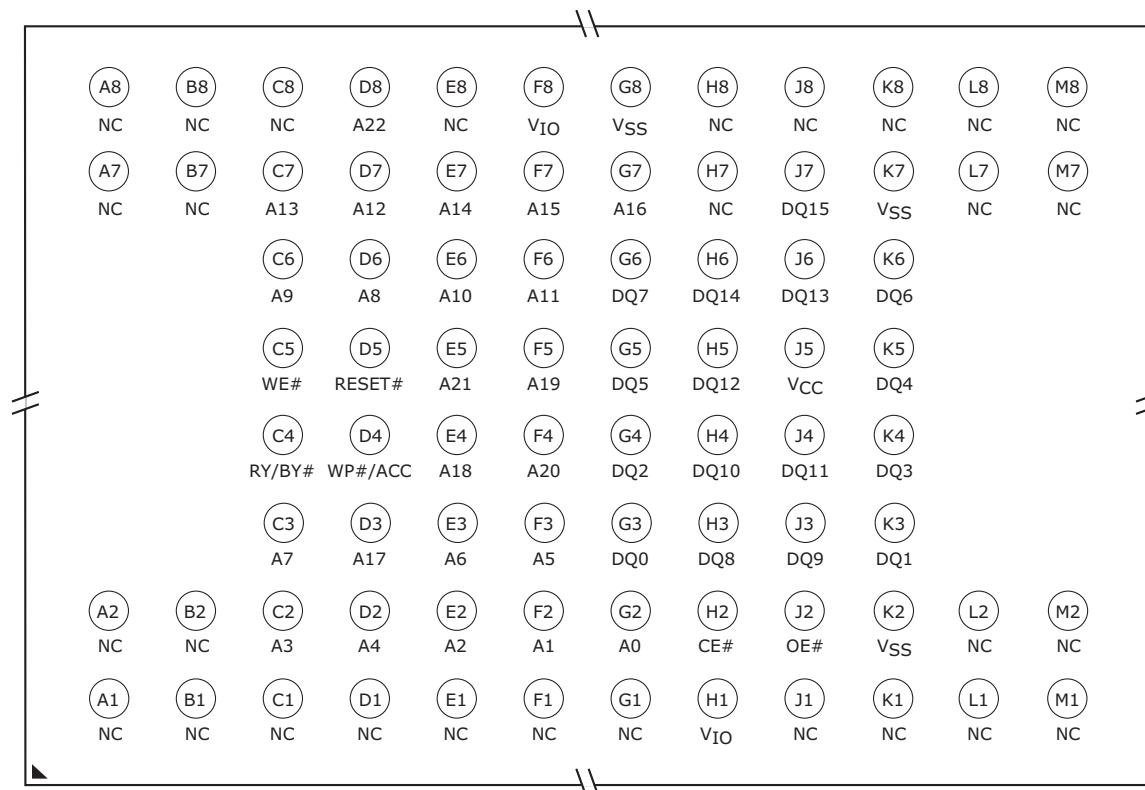 A8 B8 C8 D8 E8 F8 G8 H8 J8 K8 L8 M8
NC NC NC A22 NC VIO VSS NC NC NC NC NC
A7 B7 C7 D7 E7 F7 G7 H7 J7 K7 L7 M7
NC NC A13 A12 A14 A15 A16 NC DQ15 VSS NC NC
C6 D6 E6 F6 G6 H6 J6 K6
A9 A8 A10 A11 DQ7 DQ14 DQ13 DQ6
C5 D5 E5 F5 G5 H5 J5 K5
WE# RESET# A21 A19 DQ5 DQ12 VCC DQ4
C4 D4 E4 F4 G4 H4 J4 K4
RY/BY# WP#/ACC A18 A20 DQ2 DQ10 DQ11 DQ3
C3 D3 E3 F3 G3 H3 J3 K3
A7 A17 A6 A5 DQ0 DQ8 DQ9 DQ1
A2 B2 C2 D2 E2 F2 G2 H2 J2 K2 L2 M2
NC NC A3 A4 A2 A1 A0 CE# OE# VSS NC NC
A1 B1 C1 D1 E1 F1 G1 H1 J1 K1 L1 M1
NC NC NC NC NC NC NC VIO NC NC NC NC